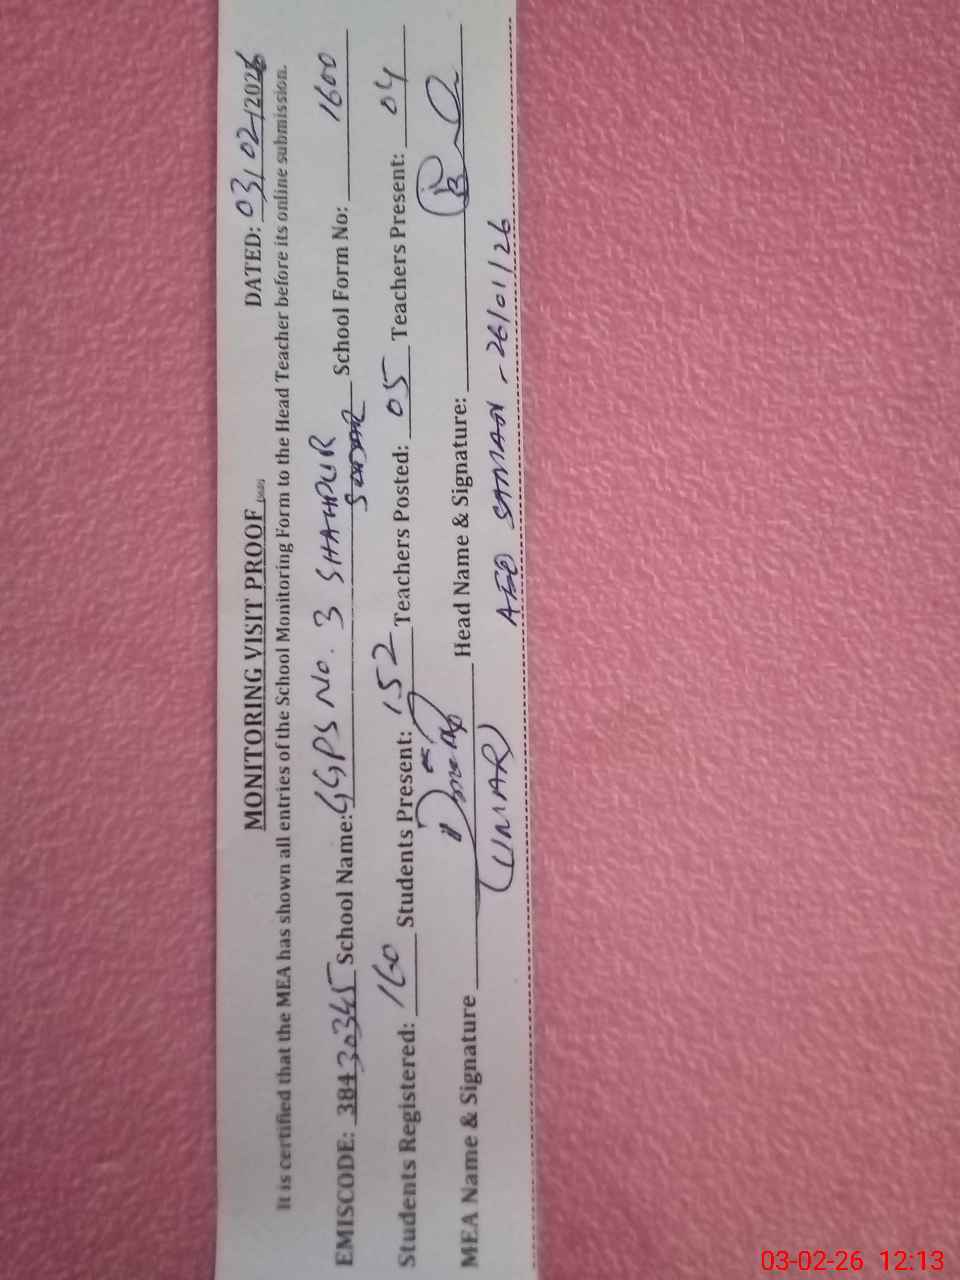 MONITORING VISIT PROOF DATED: 03/02/2026
It is certified that the MEA has shown all entries of the School Monitoring Form to the Head Teacher before its online submission.
EMISCODE: 38430345 School Name: GGPS No. 3 SHAHPUR School Form No: 1600
Students Registered: 160 Students Present: 152 Teachers Posted: 05 Teachers Present: 04
MEA Name & Signature Head Name & Signature:
(UMAR)
AEO SAMAN - 26/01/26
03-02-26 12:13